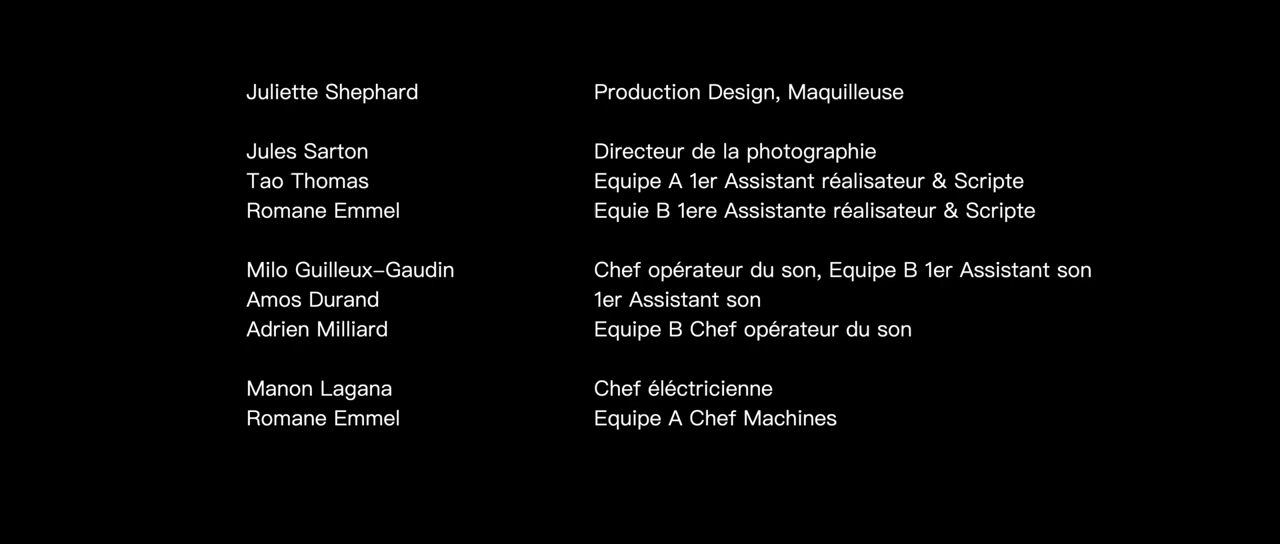 Juliette Shephard Production Design, Maquilleuse
Jules Sarton Directeur de la photographie
Tao Thomas Equipe A 1er Assistant réalisateur & Scripte
Romane Emmel Equie B 1ere Assistante réalisateur & Scripte
Milo Guilleux–Gaudin Chef opérateur du son, Equipe B 1er Assistant son
Amos Durand 1er Assistant son
Adrien Milliard Equipe B Chef opérateur du son
Manon Lagana Chef éléctricienne
Romane Emmel Equipe A Chef Machines